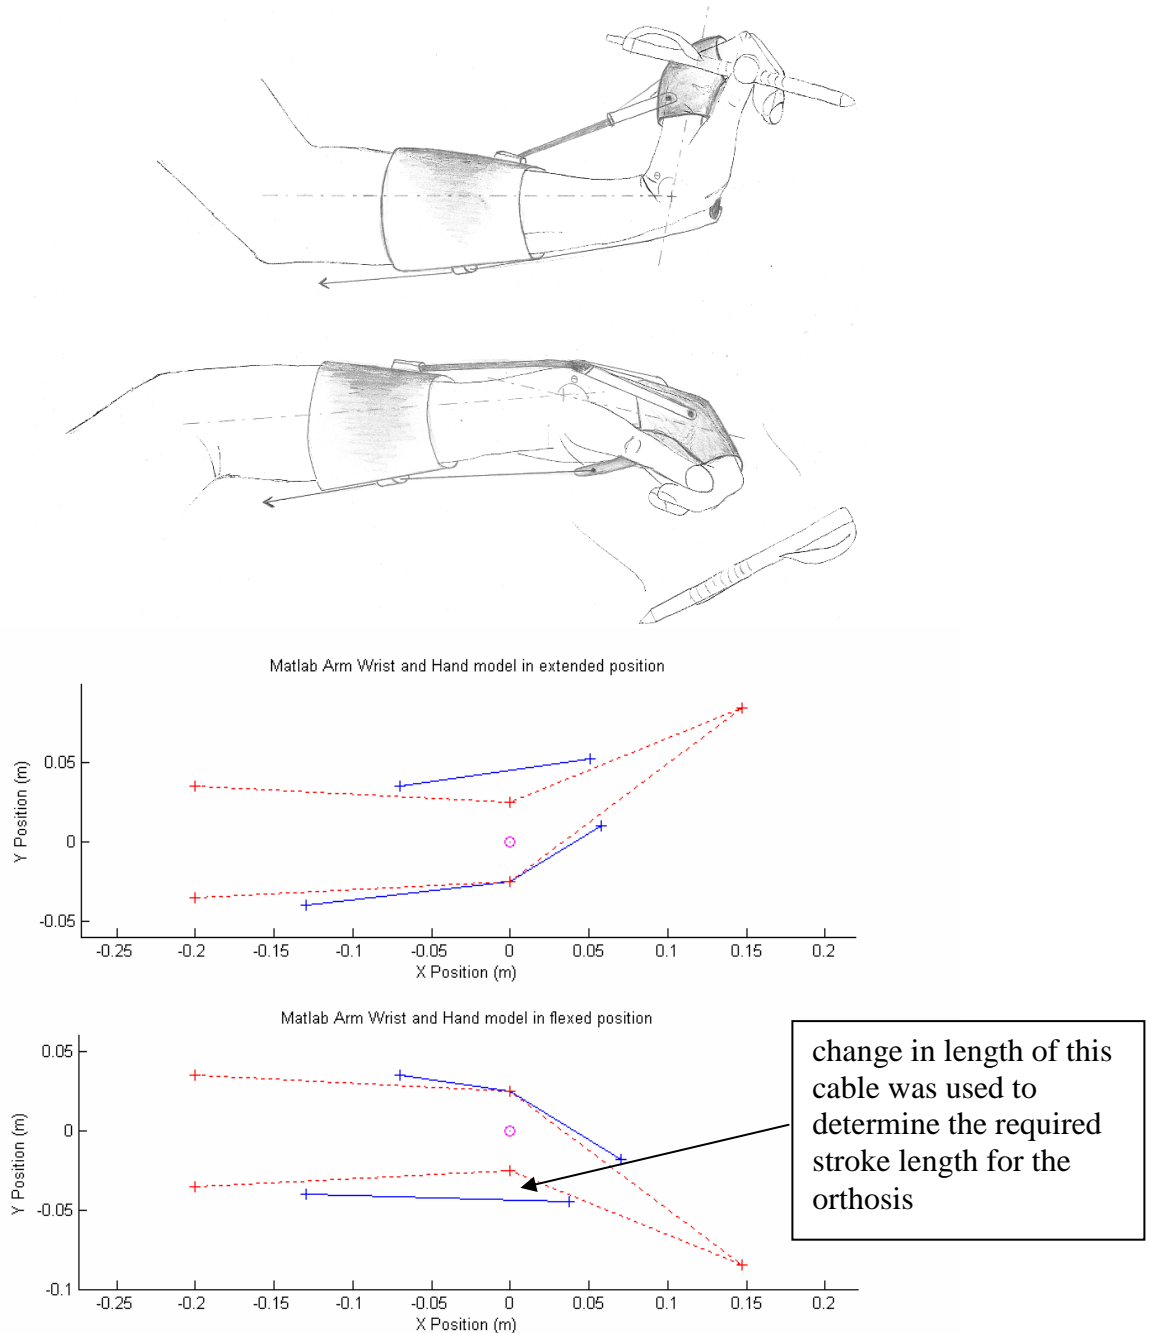 Matlab Arm Wrist and Hand model in extended position
0.05
0
-0.05
Y Position (m)
-0.25 -0.2 -0.15 -0.1 -0.05 0 0.05 0.1 0.15 0.2
X Position (m)
Matlab Arm Wrist and Hand model in flexed position
0.05
0
-0.05
-0.1
Y Position (m)
-0.25 -0.2 -0.15 -0.1 -0.05 0 0.05 0.1 0.15 0.2
X Position (m)
change in length of this
cable was used to
determine the required
stroke length for the
orthosis